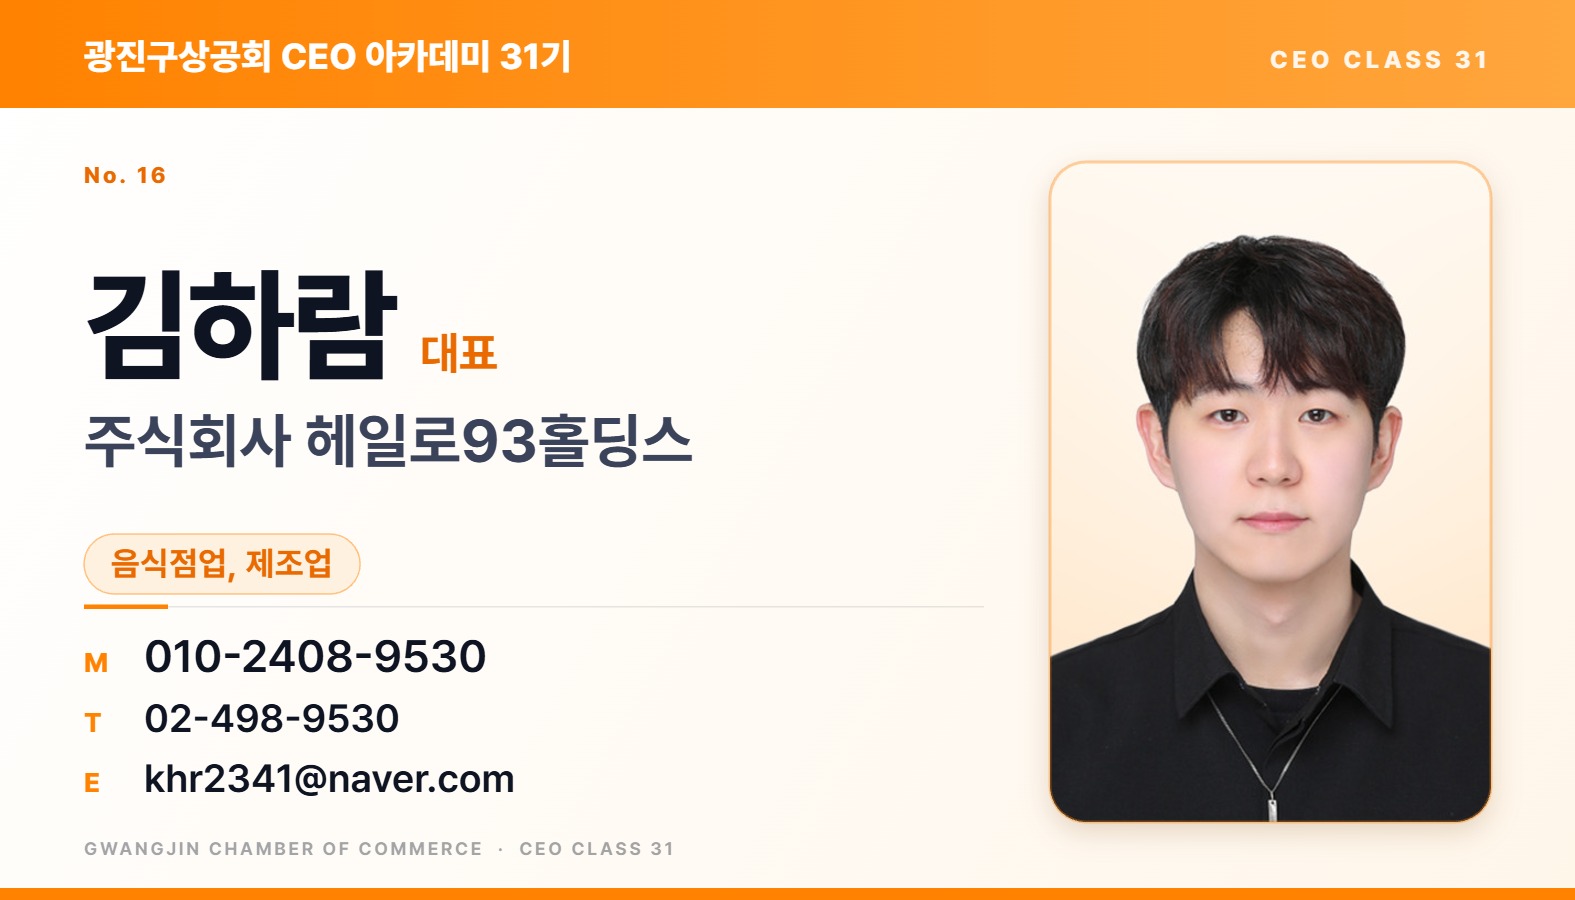 광진구상공회 CEO 아카데미 31기
CEO CLASS 31
No. 16
김하람 대표
주식회사 헤일로93홀딩스
음식점업, 제조업
M 010-2408-9530
T 02-498-9530
E khr2341@naver.com
GWANGJIN CHAMBER OF COMMERCE · CEO CLASS 31